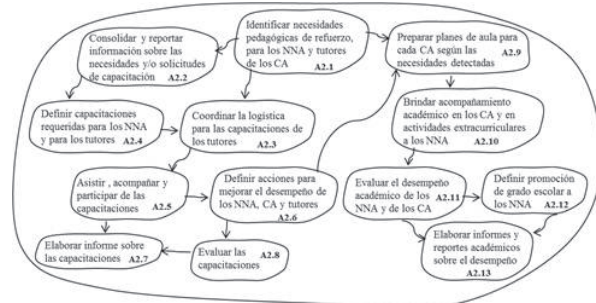 Identificar necesidades
pedagógicas de refuerzo,
para los NNA y tutores
de los CA A2.1
Consolidar y reportar
información sobre las
necesidades y/o solicitudes
de capacitación A2.2
Preparar planes de aula para
cada CA según las
necesidades detectadas A2.9
Definir capacitaciones
requeridas para los NNA
y para los tutores A2.4
Coordinar la logística
para las capacitaciones de
los tutores A2.3
Brindar acompañamiento
académico en los CA y en
actividades extracurriculares
a los NNA A2.10
Asistir , acompañar y
participar de las
capacitaciones A2.5
Definir acciones para
mejorar el desempeño de
los NNA, CA y tutores
A2.6
Evaluar el desempeño
académico de los A2.11
NNA y de los CA
Definir promoción
de grado escolar a
los NNA A2.12
Elaborar informe sobre
las capacitaciones A2.7
Evaluar las A2.8
capacitaciones
Elaborar informes y
reportes académicos
sobre el desempeño
A2.13